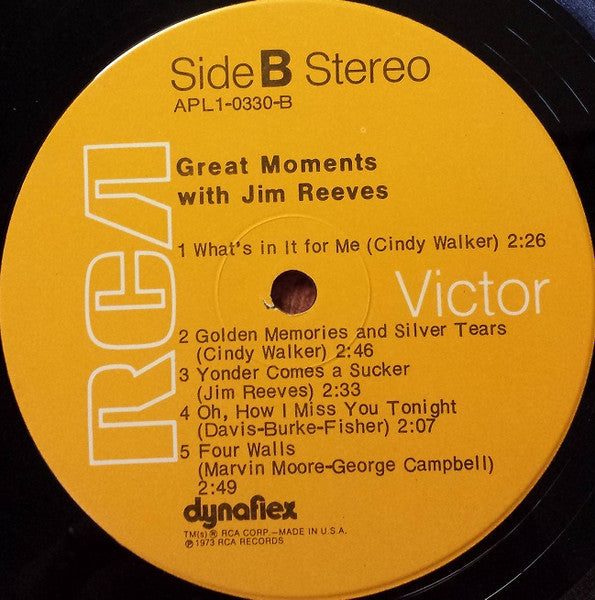 Side B Stereo
APL1-0330-B
RCA
Great Moments
with Jim Reeves
1 What's in It for Me (Cindy Walker) 2:26
Victor
2 Golden Memories and Silver Tears
(Cindy Walker) 2:46
3 Yonder Comes a Sucker
(Jim Reeves) 2:33
4 Oh, How I Miss You Tonight
(Davis-Burke-Fisher) 2:07
5 Four Walls
(Marvin Moore-George Campbell)
2:49
dynaflex
TM(s) ® RCA CORP.—MADE IN U.S.A.
℗ 1973 RCA RECORDS